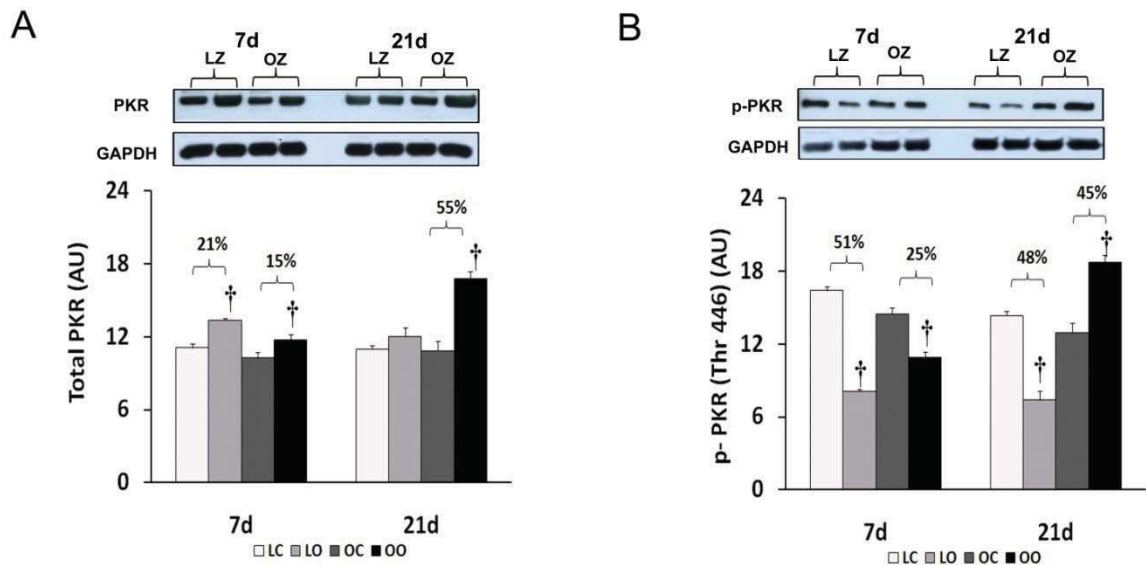 A
7d 21d
LZ OZ LZ OZ
PKR
GAPDH
Total PKR (AU)
24
18
12
6
0
21%
†
15%
†
55%
†
7d 21d
LC LO OC OO
B
7d 21d
LZ OZ LZ OZ
p-PKR
GAPDH
p- PKR (Thr 446) (AU)
24
18
12
6
0
51%
†
25%
†
48%
†
45%
†
7d 21d
LC LO OC OO